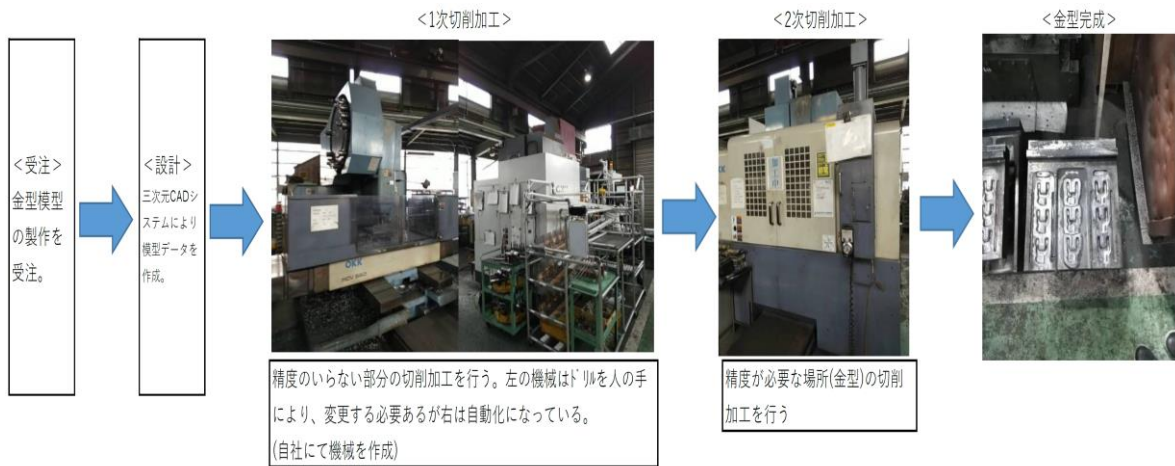 ＜1次切削加工＞
＜2次切削加工＞
＜金型完成＞
＜受注＞
金型模型
の製作を
受注。
＜設計＞
三次元CADシ
ステムにより
模型データを
作成。
OKK
精度のいらない部分の切削加工を行う。左の機械はﾄﾞﾘﾙを人の手
により、変更する必要あるが右は自動化になっている。
(自社にて機械を作成)
精度が必要な場所(金型)の切削
加工を行う